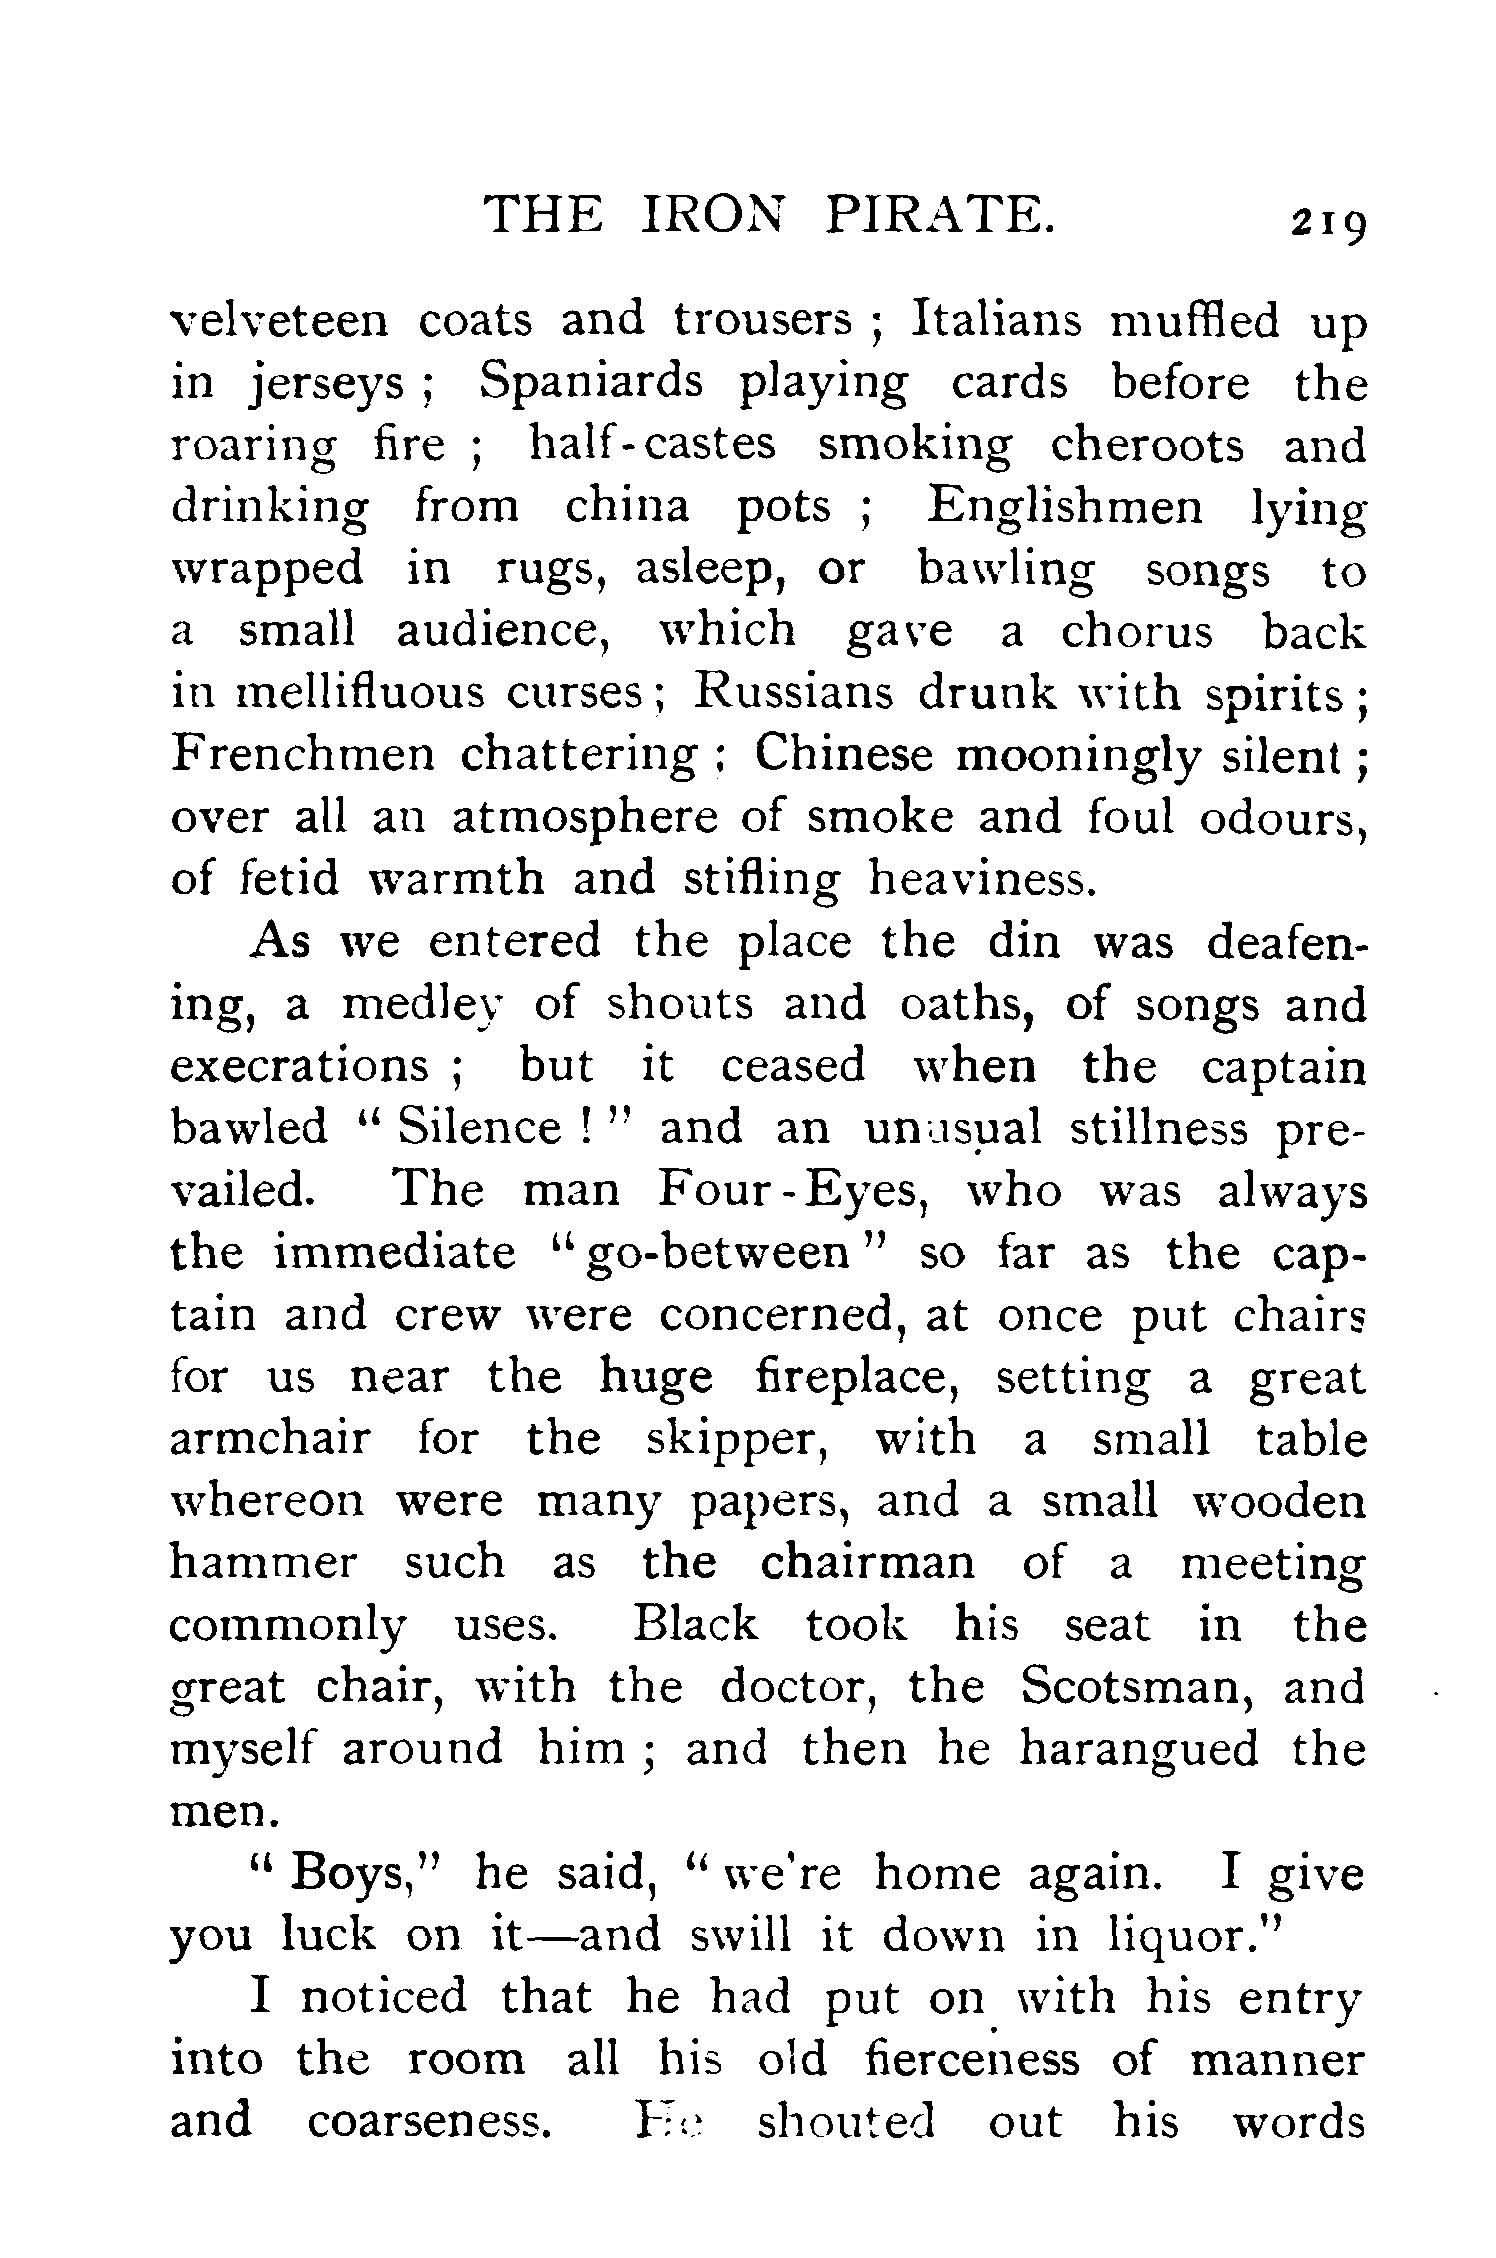 THE IRON PIRATE. 219
velveteen coats and trousers ; Italians muffled up
in jerseys ; Spaniards playing cards before the
roaring fire ; half-castes smoking cheroots and
drinking from china pots ; Englishmen lying
wrapped in rugs, asleep, or bawling songs to
a small audience, which gave a chorus back
in mellifluous curses ; Russians drunk with spirits ;
Frenchmen chattering ; Chinese mooningly silent ;
over all an atmosphere of smoke and foul odours,
of fetid warmth and stifling heaviness.
As we entered the place the din was deafen-
ing, a medley of shouts and oaths, of songs and
execrations ; but it ceased when the captain
bawled “ Silence ! ” and an unusual stillness pre-
vailed. The man Four-Eyes, who was always
the immediate “ go-between ” so far as the cap-
tain and crew were concerned, at once put chairs
for us near the huge fireplace, setting a great
armchair for the skipper, with a small table
whereon were many papers, and a small wooden
hammer such as the chairman of a meeting
commonly uses. Black took his seat in the
great chair, with the doctor, the Scotsman, and
myself around him ; and then he harangued the
men.
“ Boys,” he said, “ we’re home again. I give
you luck on it—and swill it down in liquor.”
I noticed that he had put on with his entry
into the room all his old fierceness of manner
and coarseness. He shouted out his words